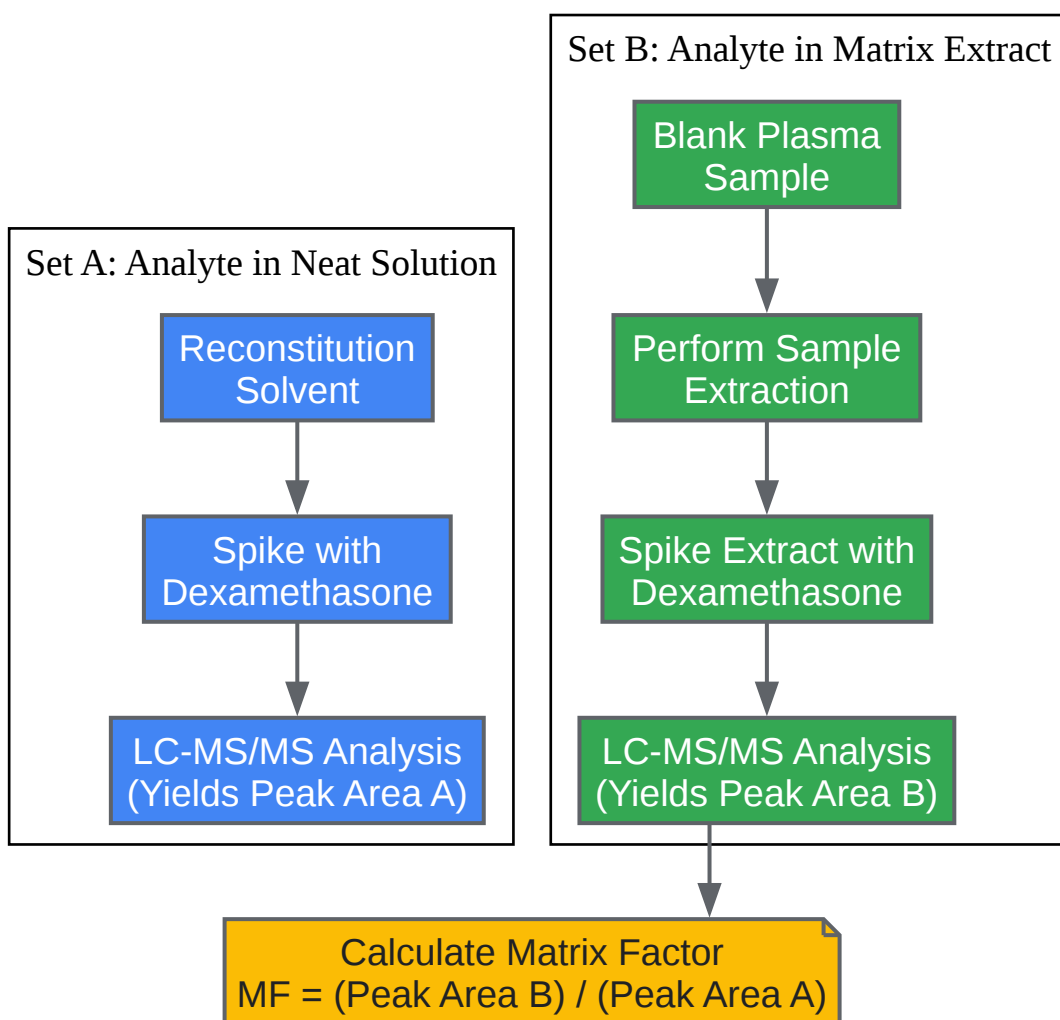 Set A: Analyte in Neat Solution
Reconstitution
Solvent
Spike with
Dexamethasone
LC-MS/MS Analysis
(Yields Peak Area A)
Set B: Analyte in Matrix Extract
Blank Plasma
Sample
Perform Sample
Extraction
Spike Extract with
Dexamethasone
LC-MS/MS Analysis
(Yields Peak Area B)
Calculate Matrix Factor
MF = (Peak Area B) / (Peak Area A)